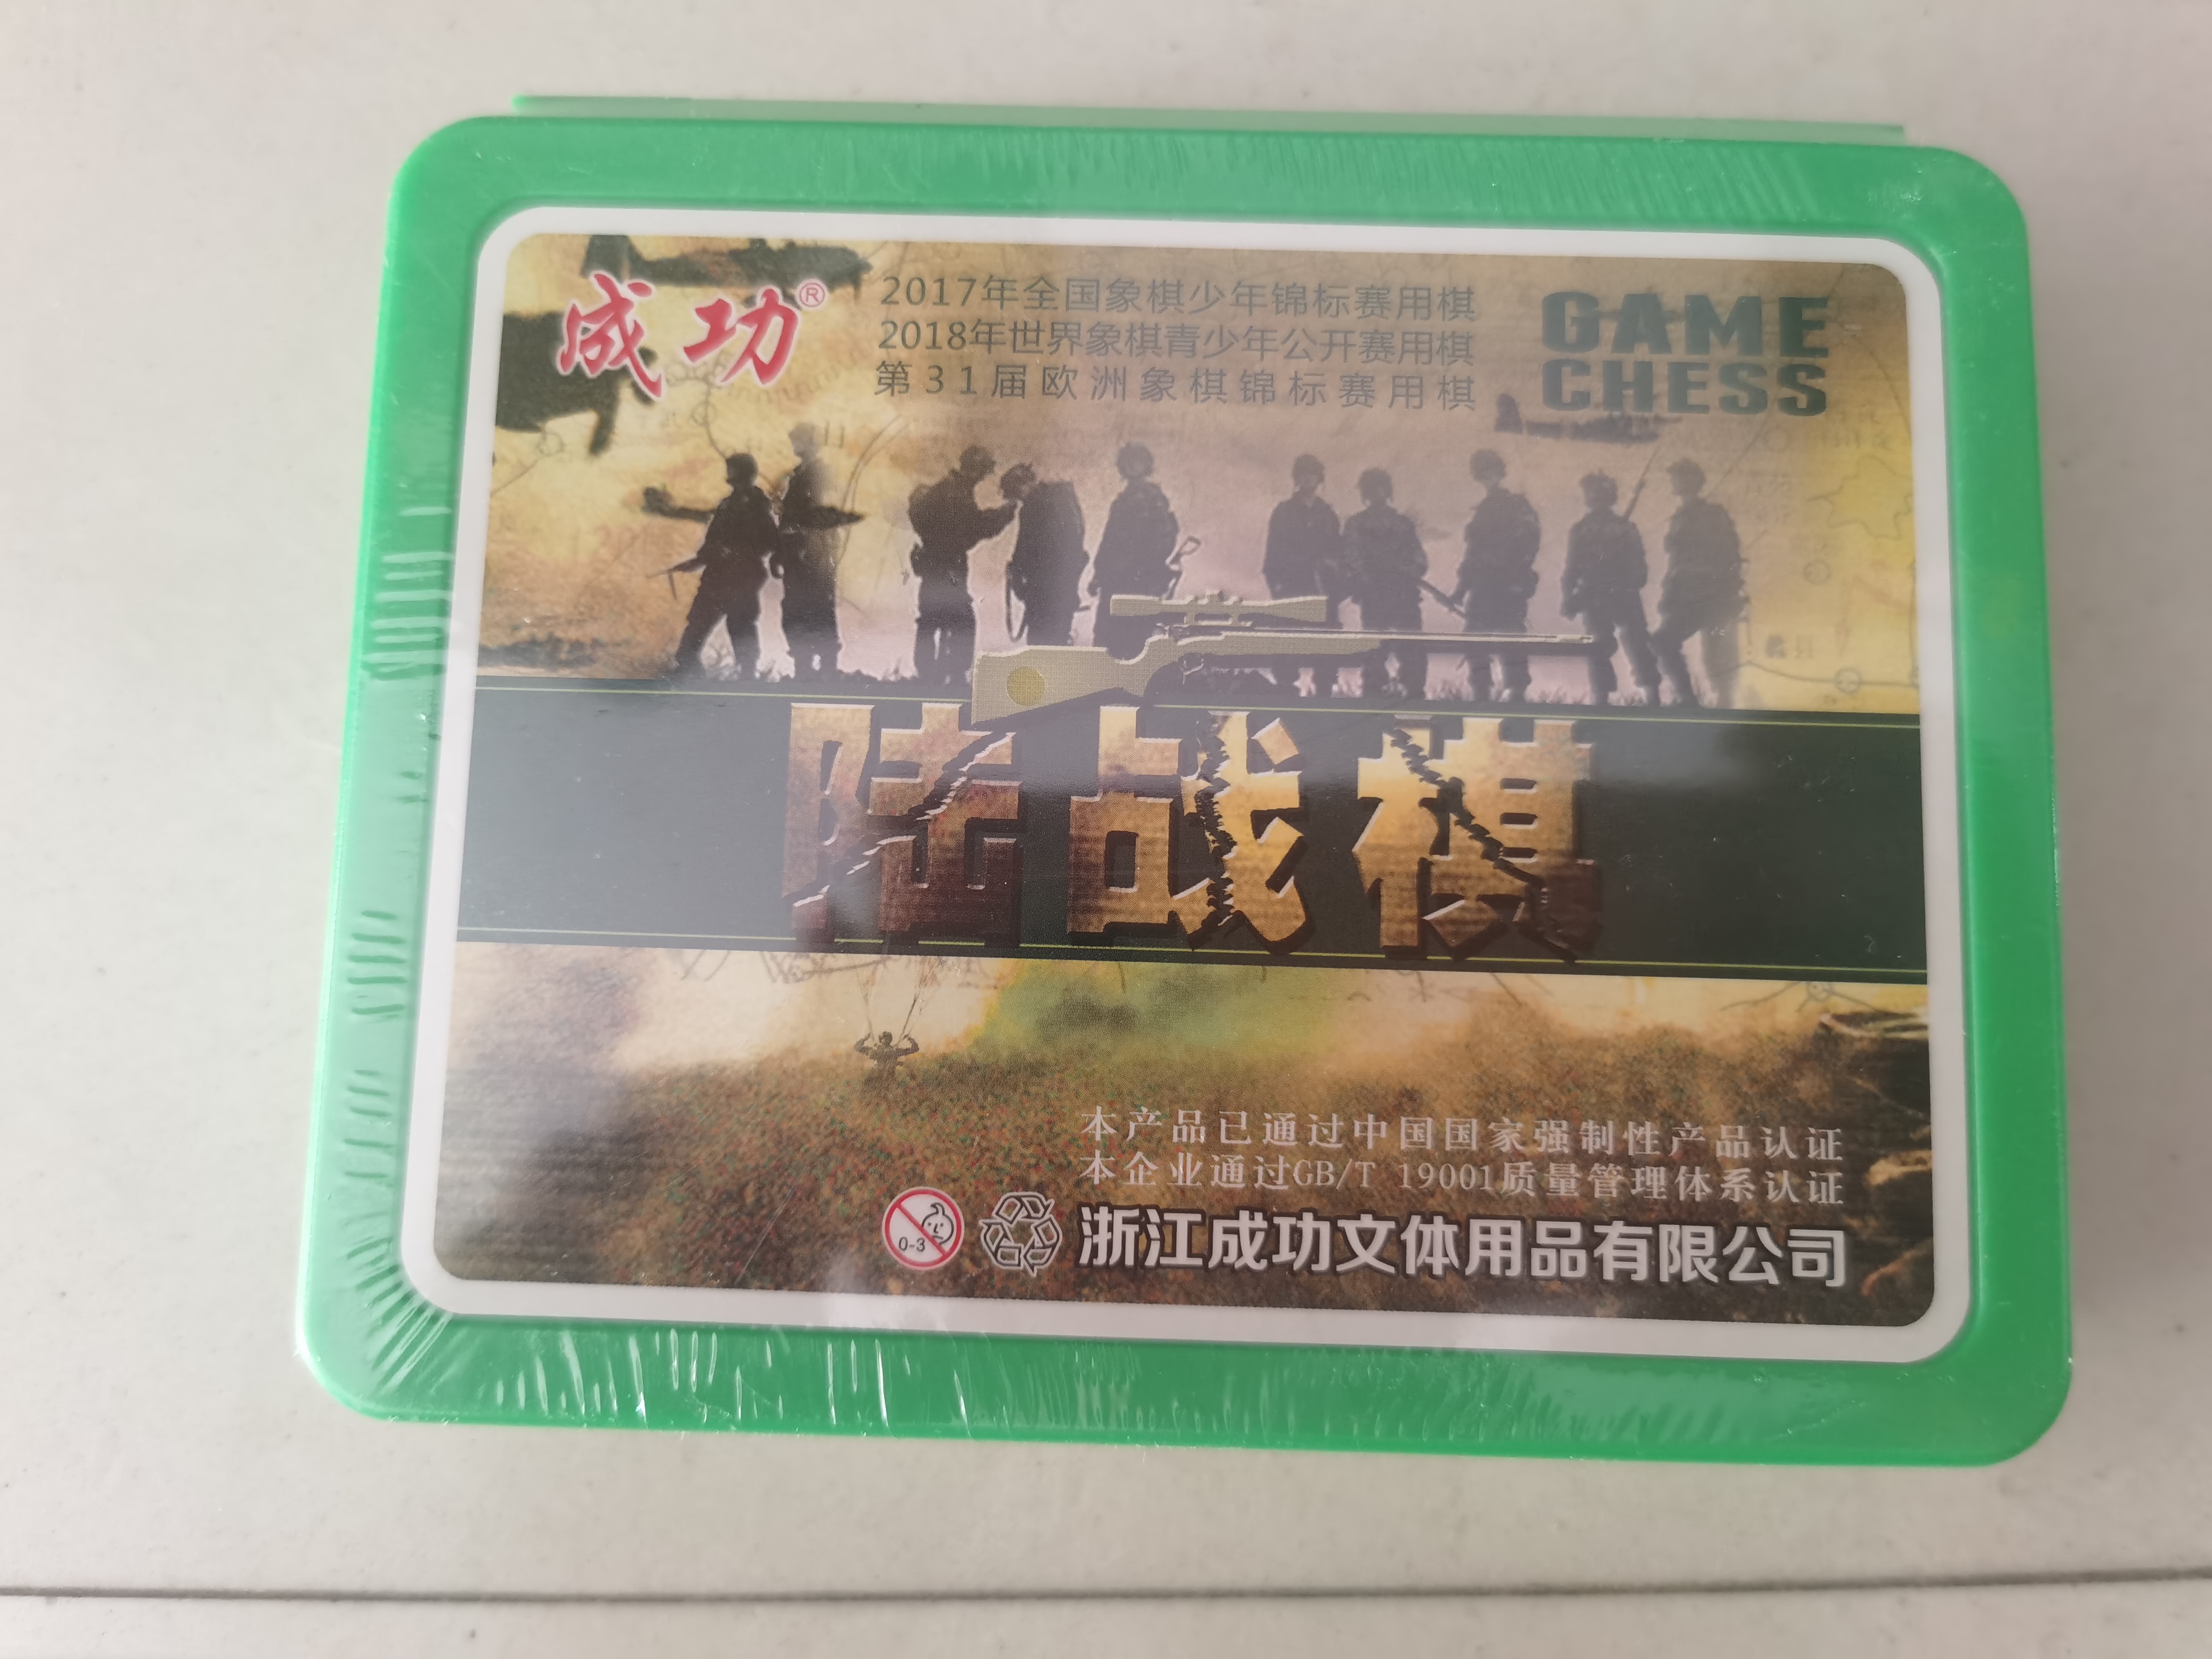 成功®
2017年全国象棋少年锦标赛用棋
2018年世界象棋青少年公开赛用棋
第31届欧洲象棋锦标赛用棋
GAME
CHESS
陆战棋
本产品已通过中国国家强制性产品认证
本企业通过GB/T 19001质量管理体系认证
0-3
浙江成功文体用品有限公司